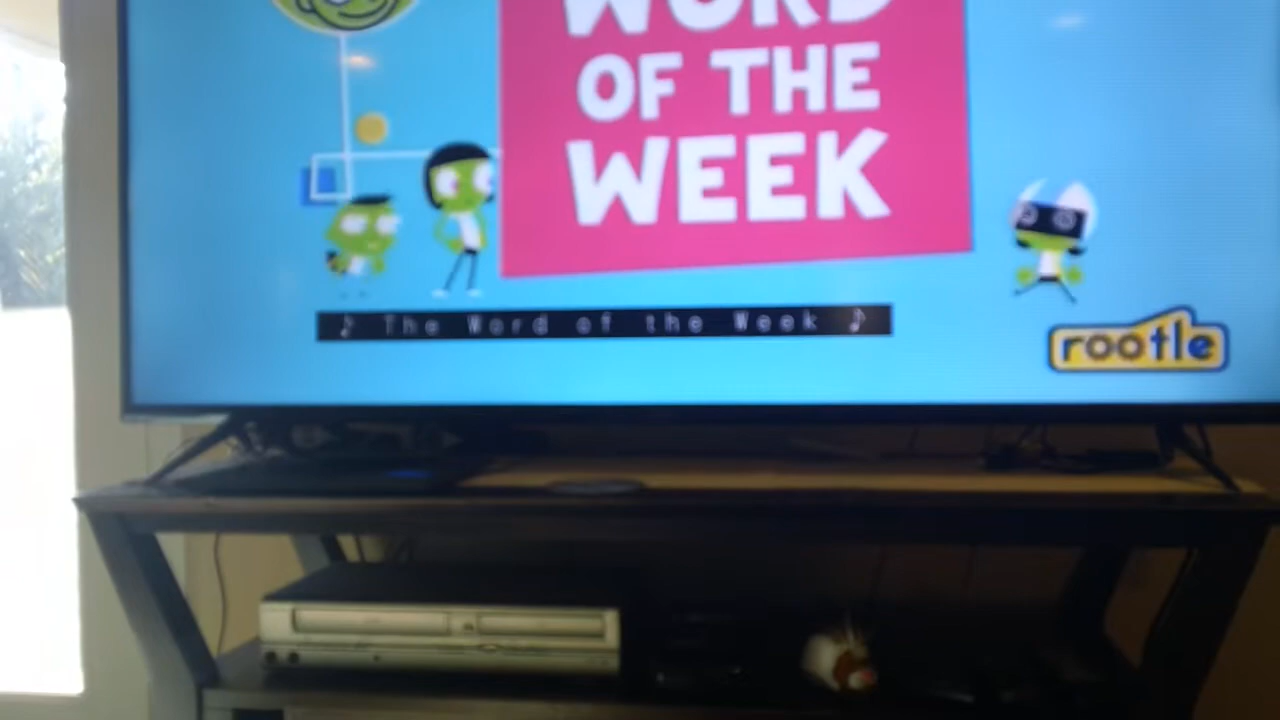 WORD
OF THE
WEEK
♪ The Word of the Week ♪
rootle